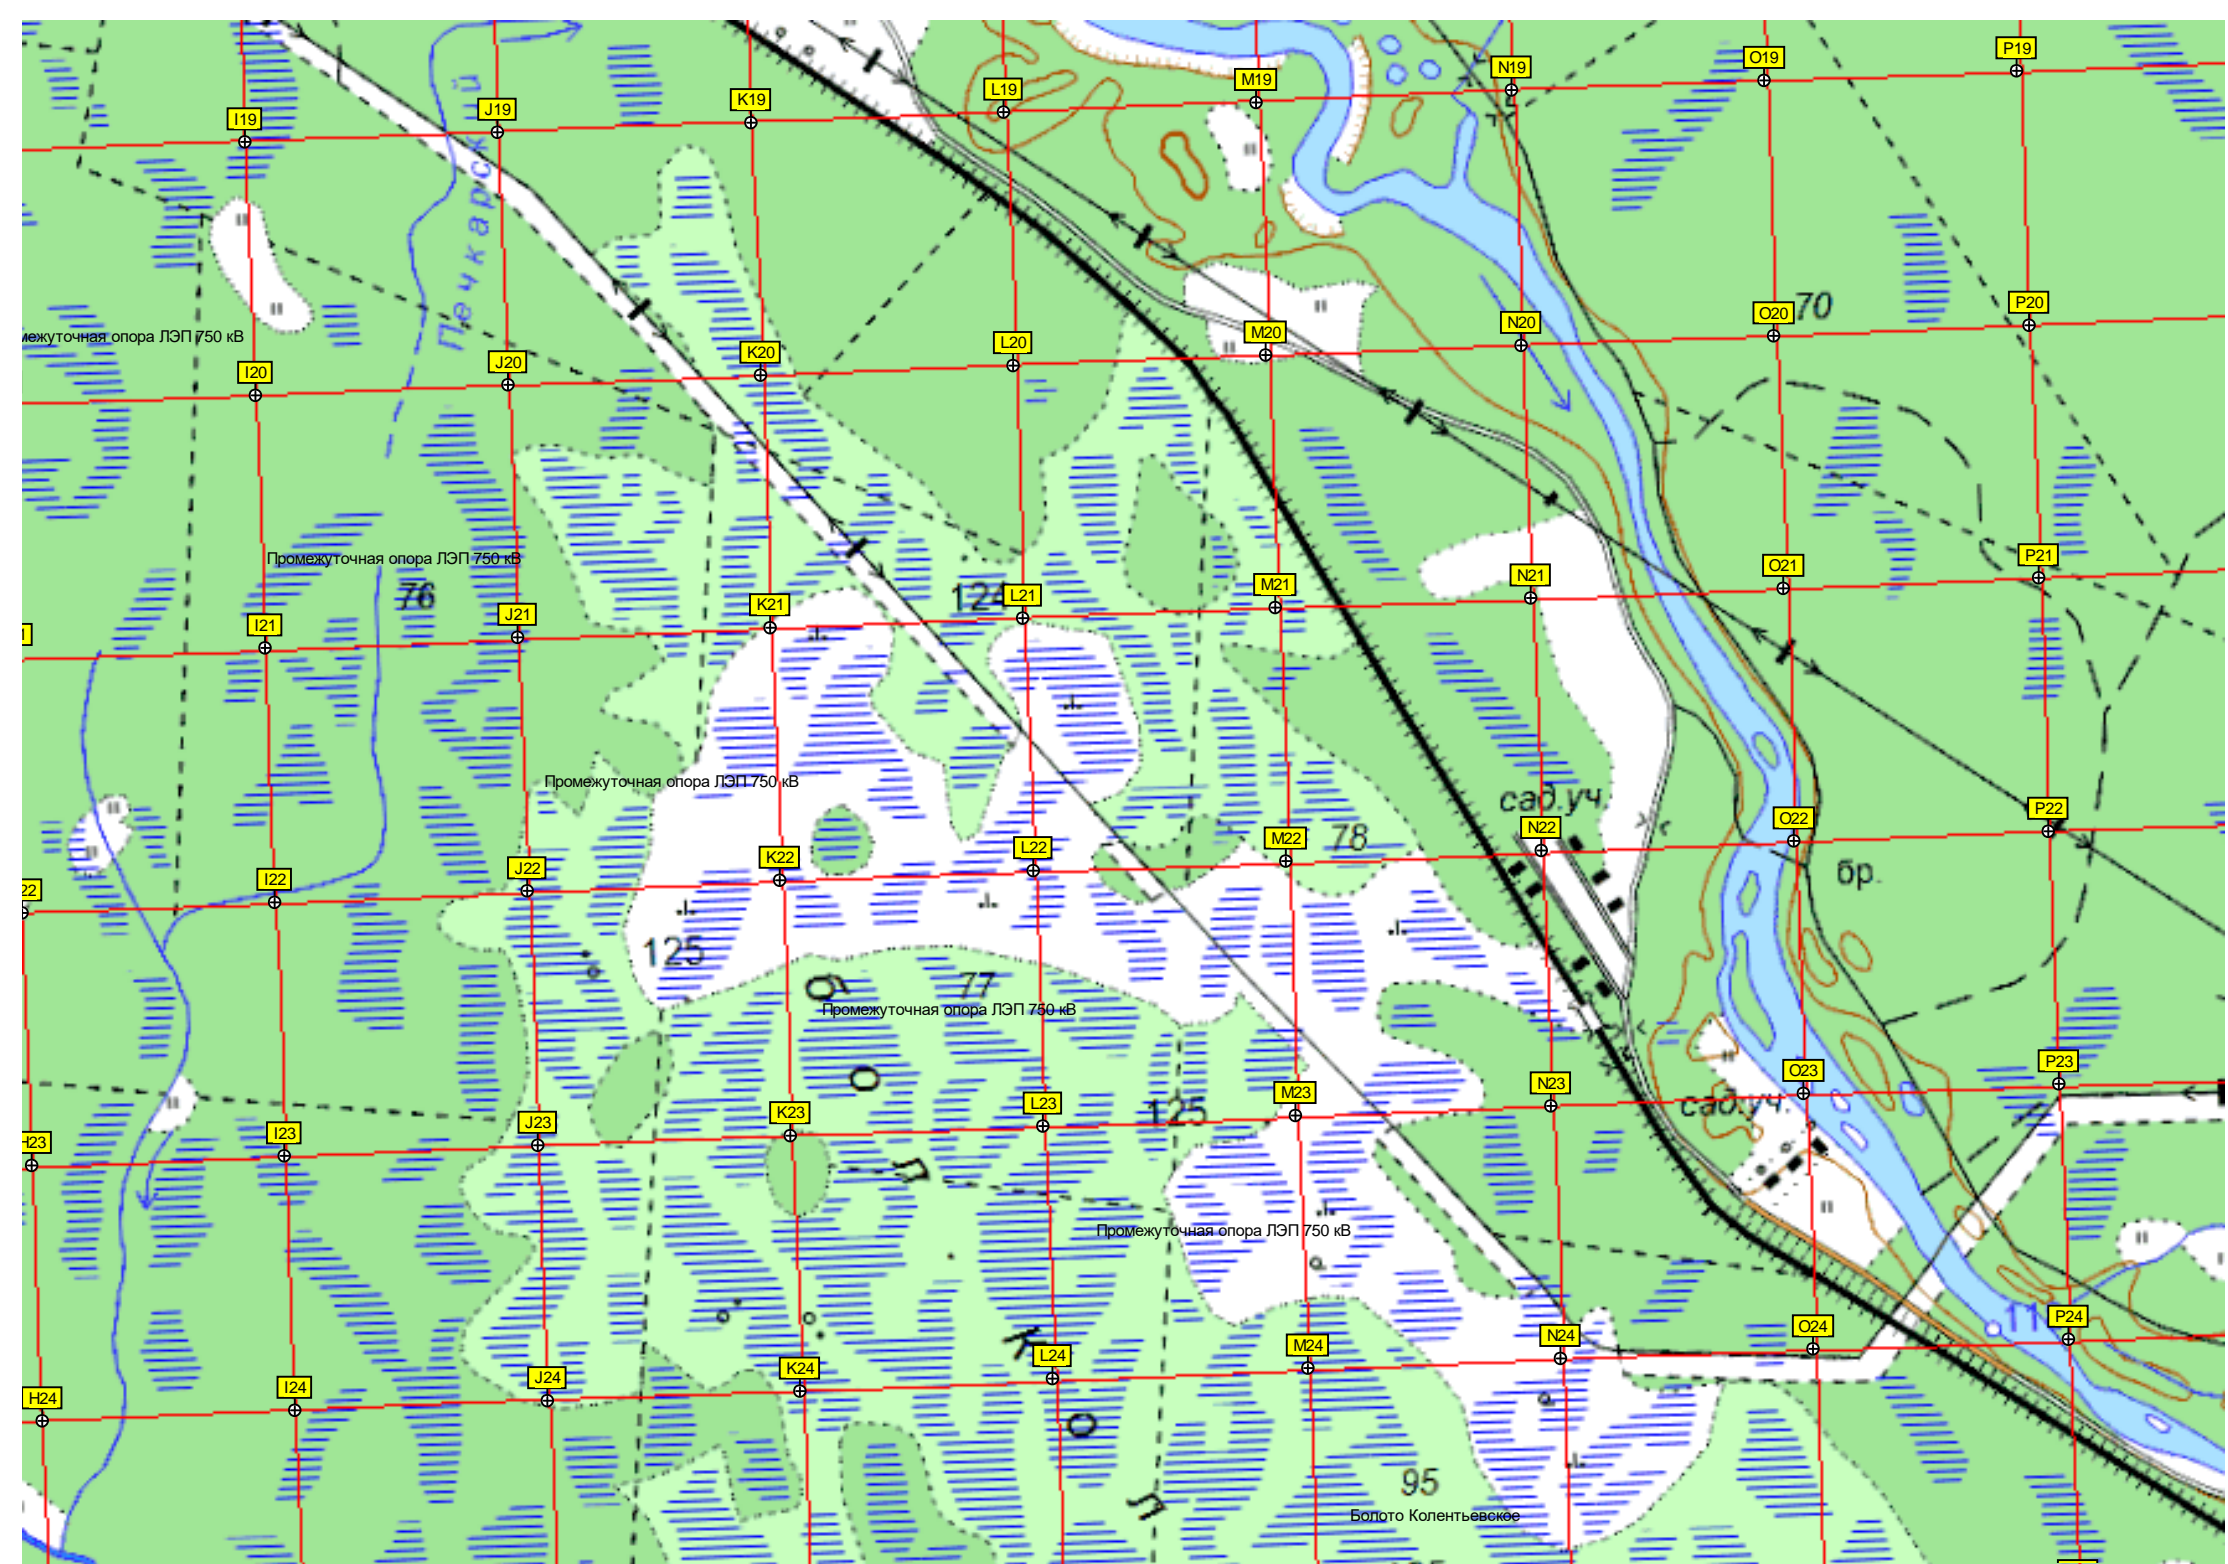 P19
O19
N19
M19
L19
K19
J19
I19
Печкарский
P20
70
O20
N20
M20
L20
Промежуточная опора ЛЭП 750 кВ
K20
J20
I20
P21
Промежуточная опора ЛЭП 750 кВ
O21
N21
M21
76
124
L21
K21
J21
I21
Промежуточная опора ЛЭП 750 кВ
сад.уч.
P22
O22
N22
M22
78
L22
K22
J22
бр.
I22
22
125
77
б
Промежуточная опора ЛЭП 750 кВ
P23
O23
о
N23
M23
сад.уч.
L23
125
K23
J23
I23
H23
л
Промежуточная опора ЛЭП 750 кВ
11
P24
O24
N24
к
M24
L24
K24
J24
I24
H24
о
95
л
Болото Колентьевское